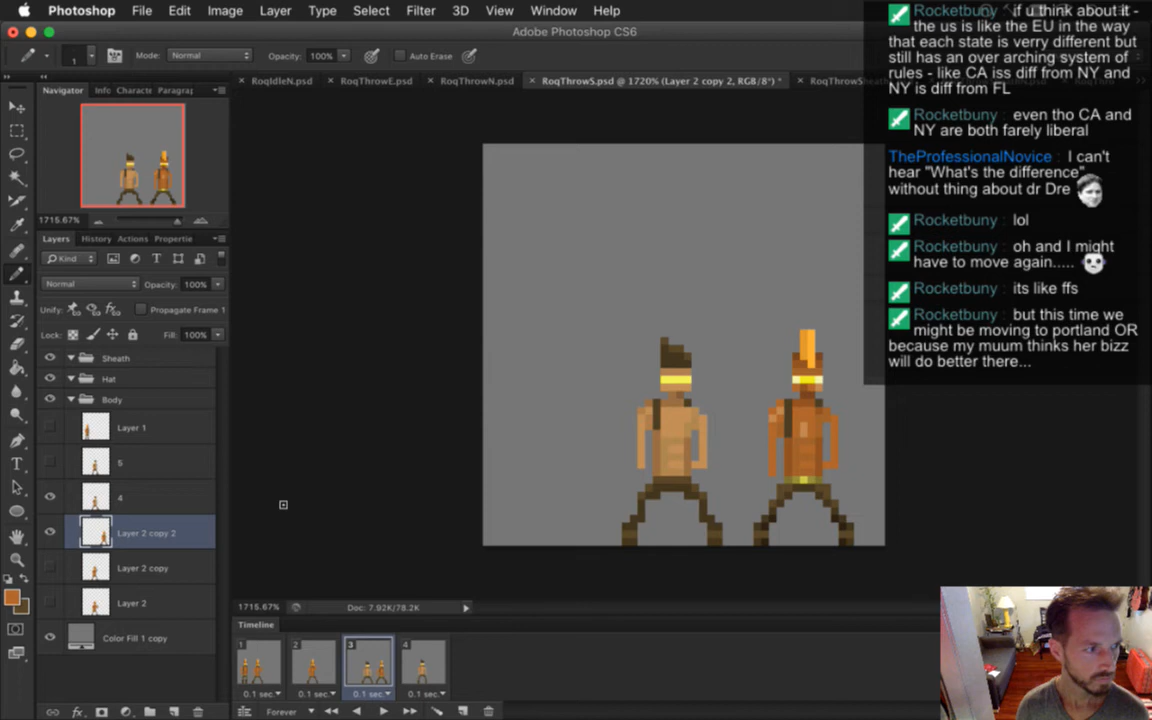 Photoshop File Edit Image Layer Type Select Filter 3D View Window Help
Adobe Photoshop CS6
1 Mode: Normal Opacity: 100% Auto Erase
RoqIdleN.psd RoqThrowE.psd RoqThrowN.psd RoqThrowS.psd @ 1720% (Layer 2 copy 2, RGB/8*) *
Navigator Info Characte Paragraj
1715.67%
Layers History Actions Propertie
Kind
Normal Opacity: 100%
Unify: Propagate Frame 1
Lock: Fill: 100%
Sheath
Hat
Body
Layer 1
5
4
Layer 2 copy 2
Layer 2 copy
Layer 2
Color Fill 1 copy
1715.67% Doc: 7.92K/78.2K
Timeline
1 2 3 4
0.1 sec. 0.1 sec. 0.1 sec. 0.1 sec.
Forever
Rocketbuny : if u think about it -
the us is like the EU in the way
that each state is verry different but
still has an over arching system of
rules - like CA iss diff from NY and
NY is diff from FL
Rocketbuny : even tho CA and
NY are both farely liberal
TheProfessionalNovice : I can't
hear "What's the difference"
without thing about dr Dre
Rocketbuny : lol
Rocketbuny : oh and I might
have to move again.....
Rocketbuny : its like ffs
Rocketbuny : but this time we
might be moving to portland OR
because my muum thinks her bizz
will do better there...